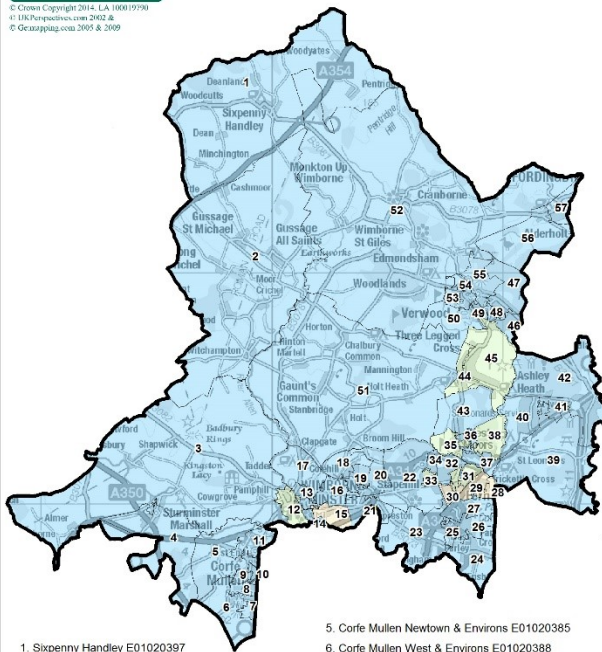 © Crown Copyright 2014. LA 100019790
© UKPerspectives.com 2002 &
© Getmapping.com 2005 & 2009
Woodyates
A354
Deanland
1
Pentridge
Woodcutts
Sixpenny
Handley
Pentridge
Hill
Dean
Minchington
Monkton Up
Wimborne
Cashmoor
52
Cranborne
B3078
57
Gussage
St Michael
Gussage
All Saints
Wimborne
St Giles
Alderholt
56
Earthworks
Edmondsham
2
55
Moor
Crichel
Woodlands
54
47
53
Verwood
49
48
50
46
Horton
Three Legged
Cross
Witchampton
Hinton
Martell
Chalbury
Common
45
Mannington
44
Ashley
Heath
42
Gaunt's
Common
51
Holt Heath
41
Stanbridge
Holt
43
40
Badbury
Rings
Clapgate
Broom Hill
36
38
Shapwick
3
35
Kingston
Lacy
17
18
34
32
37
39
A350
Cowgrove
Pamphill
19
20
22
33
31
29
13
16
30
28
Almer
Sturminster
Marshall
12
15
21
27
14
4
11
23
25
26
5
Corfe
Mullen
9
10
24
8
6
7
5. Corfe Mullen Newtown & Environs E01020385
1. Sixpenny Handley E01020397
6. Corfe Mullen West & Environs E01020388